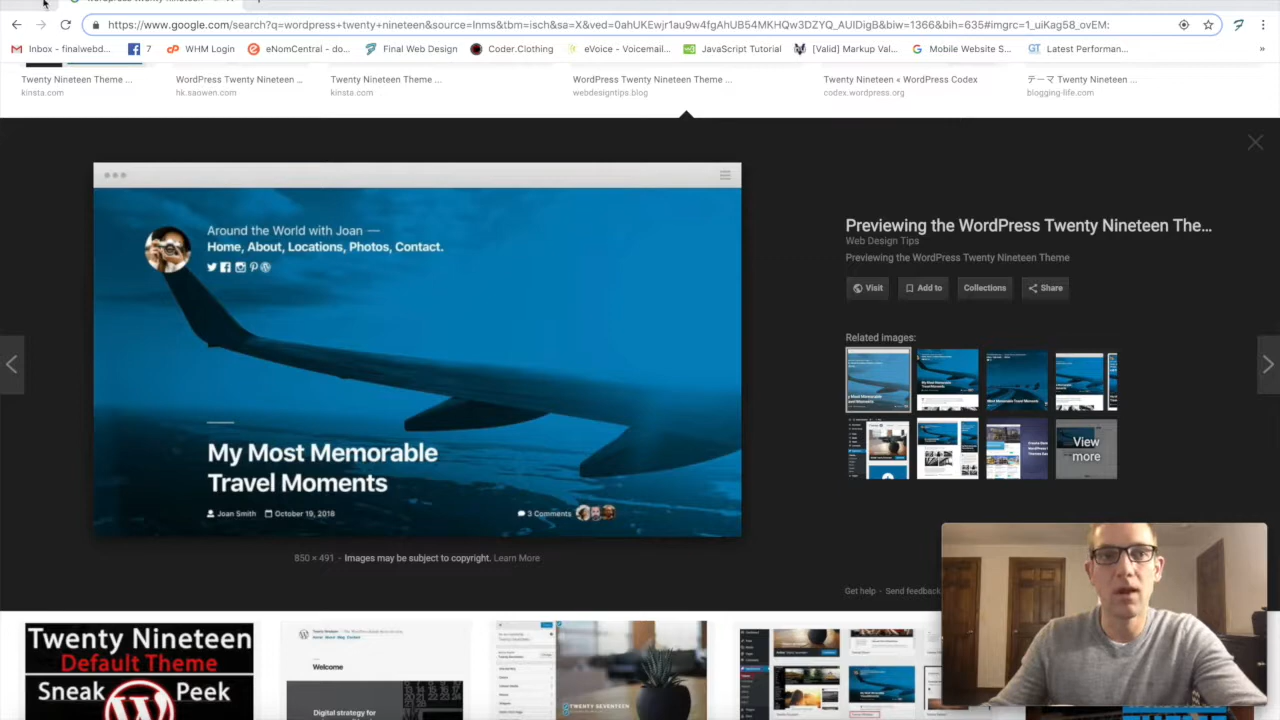 https://www.google.com/search?q=wordpress+twenty+nineteen&source=lnms&tbm=isch&sa=X&ved=0ahUKEwjr1au9w4fgAhUB54MKHQw3DZYQ_AUIDigB&biw=1366&bih=635#imgrc=1_uiKag58_ovEM:
Inbox - finalwebd... 7 WHM Login eNomCentral - do... Final Web Design Coder.Clothing eVoice - Voicemail... JavaScript Tutorial [Valid] Markup Val... Mobile Website S... Latest Performan... »
Twenty Nineteen Theme ... WordPress Twenty Nineteen ... Twenty Nineteen Theme ... WordPress Twenty Nineteen Theme ... Twenty Nineteen « WordPress Codex テーマ Twenty Nineteen ...
kinsta.com hk.saowen.com kinsta.com webdesigntips.blog codex.wordpress.org blogging-life.com
Around the World with Joan —
Home, About, Locations, Photos, Contact.
My Most Memorable
Travel Moments
Joan Smith October 19, 2018 3 Comments
850 × 491 - Images may be subject to copyright. Learn More
Previewing the WordPress Twenty Nineteen The...
Web Design Tips
Previewing the WordPress Twenty Nineteen Theme
Visit Add to Collections Share
Related images:
View
more
Get help - Send feedback
Twenty Nineteen
Default Theme
Sneak Peek
Welcome
Digital strategy for
TWENTY SEVENTEEN